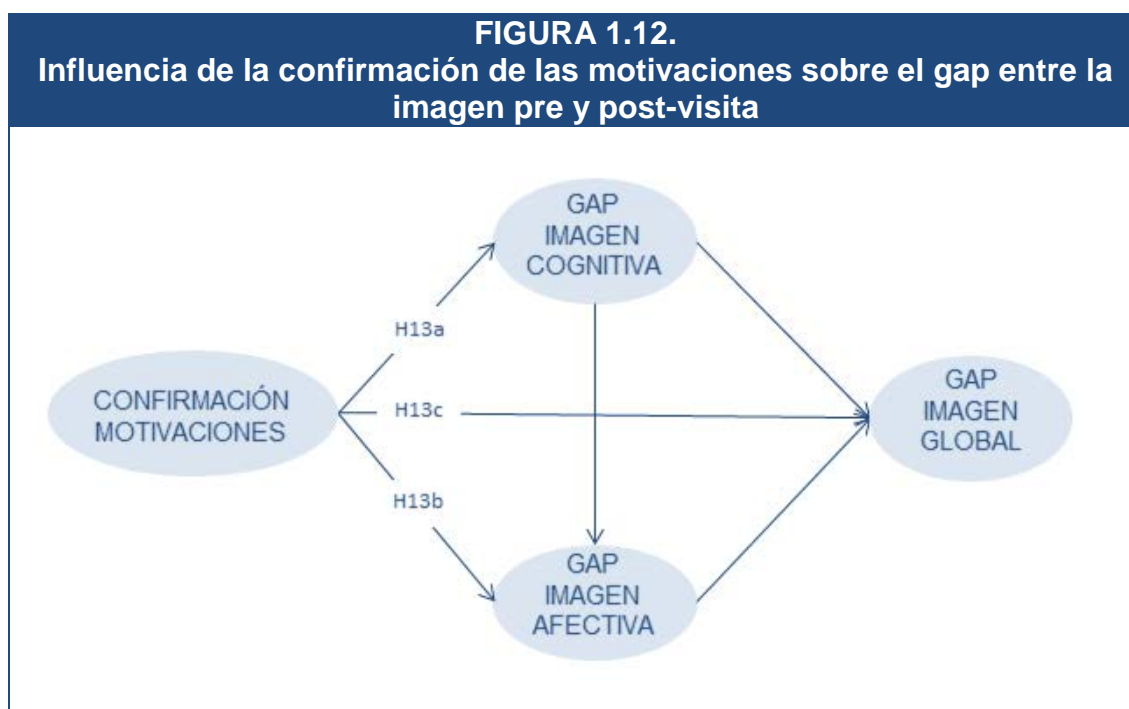 FIGURA 1.12.
Influencia de la confirmación de las motivaciones sobre el gap entre la
imagen pre y post-visita
GAP
IMAGEN
COGNITIVA
H13a
CONFIRMACIÓN
MOTIVACIONES
H13c
GAP
IMAGEN
GLOBAL
H13b
GAP
IMAGEN
AFECTIVA